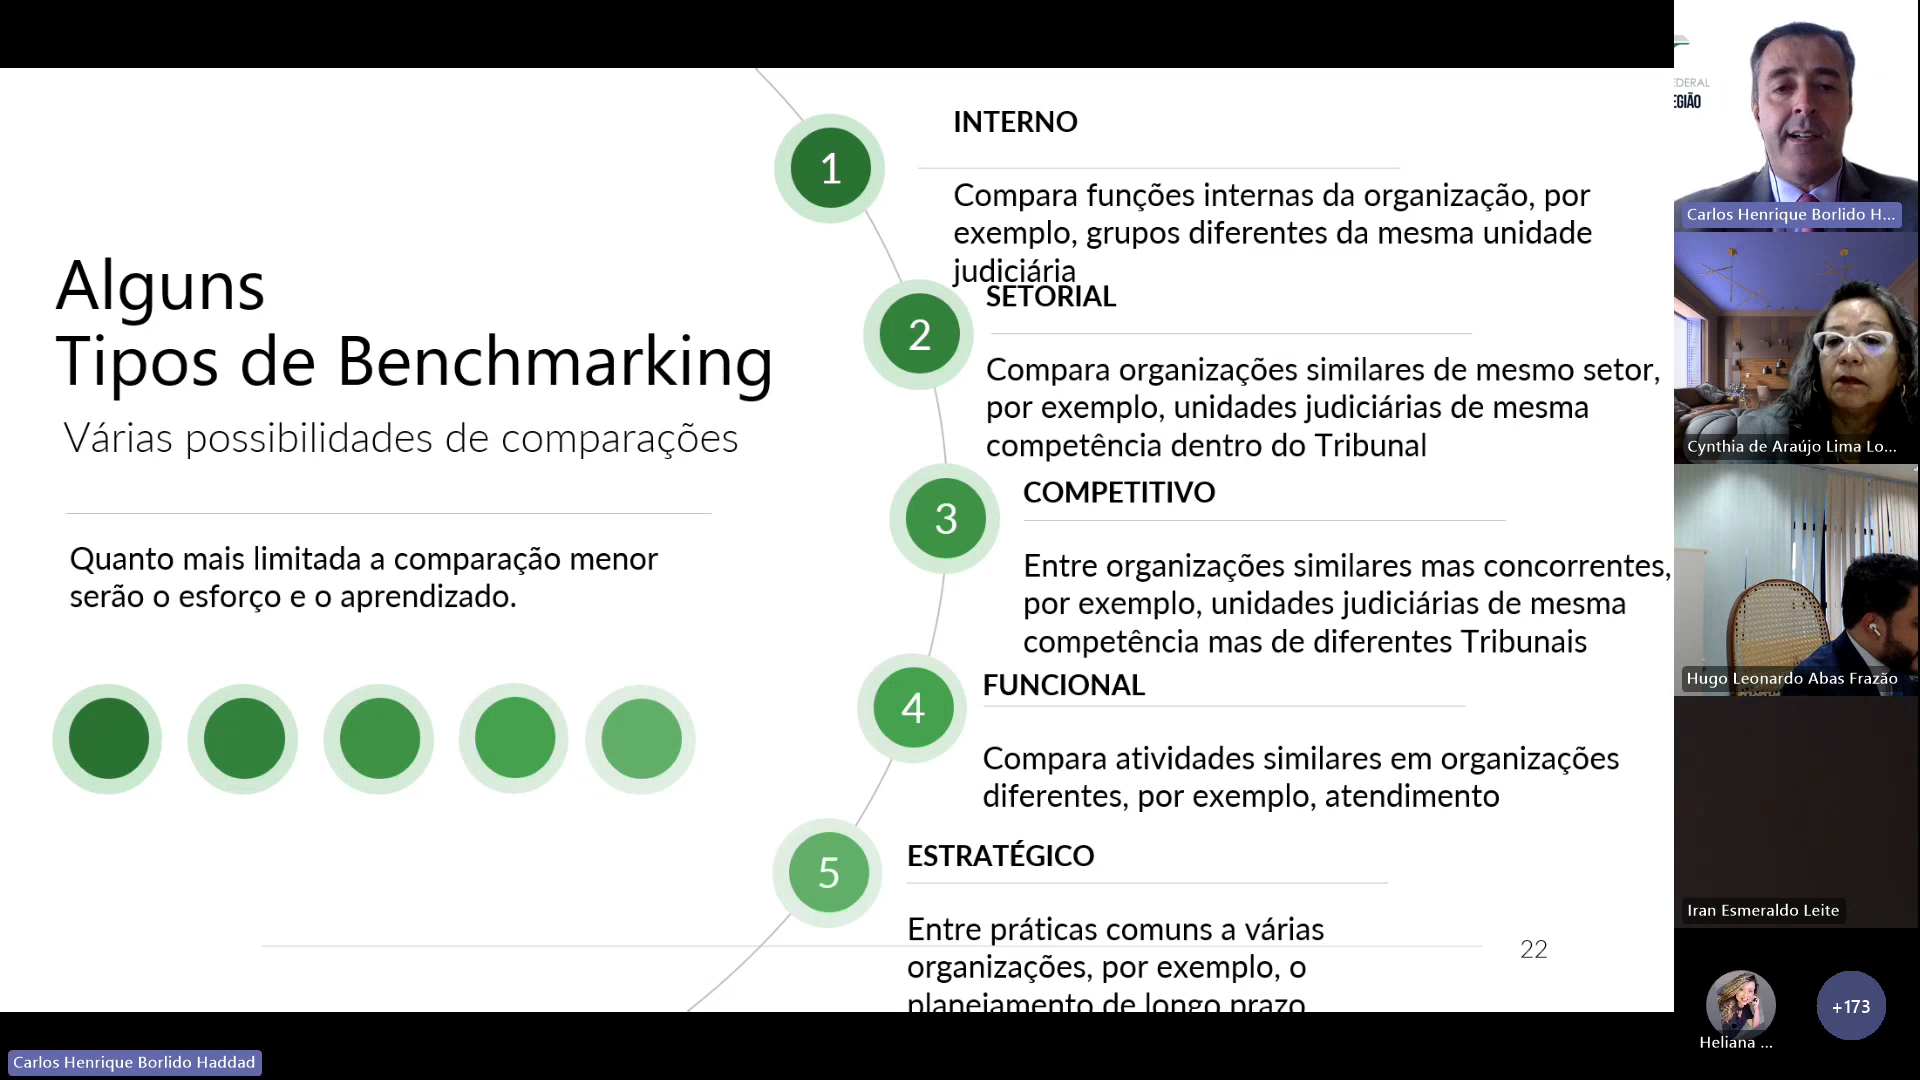 Alguns
Tipos de Benchmarking
Várias possibilidades de comparações
Quanto mais limitada a comparação menor
serão o esforço e o aprendizado.
1
INTERNO
Compara funções internas da organização, por
exemplo, grupos diferentes da mesma unidade
judiciária
2
SETORIAL
Compara organizações similares de mesmo setor,
por exemplo, unidades judiciárias de mesma
competência dentro do Tribunal
3
COMPETITIVO
Entre organizações similares mas concorrentes,
por exemplo, unidades judiciárias de mesma
competência mas de diferentes Tribunais
4
FUNCIONAL
Compara atividades similares em organizações
diferentes, por exemplo, atendimento
5
ESTRATÉGICO
Entre práticas comuns a várias
organizações, por exemplo, o
planejamento de longo prazo
22
EDERAL
EGIÃO
Carlos Henrique Borlido H...
Cynthia de Araújo Lima Lo...
Hugo Leonardo Abas Frazão
Iran Esmeraldo Leite
Heliana ...
+173
Carlos Henrique Borlido Haddad